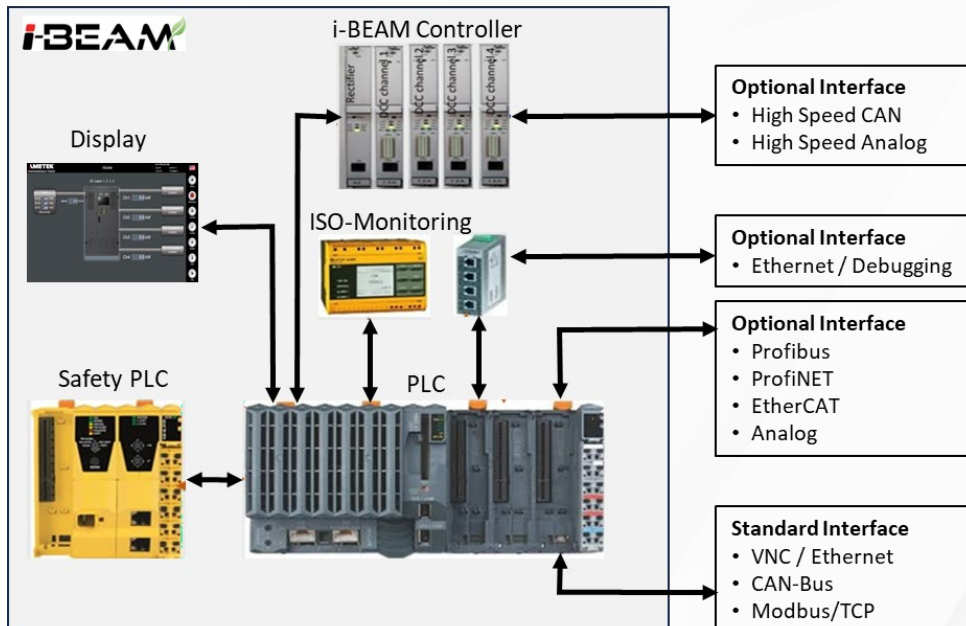 i-BEAM
i-BEAM Controller
Rectifier
DCC channel 1
DCC channel 2
DCC channel 3
DCC channel 4
Optional Interface
• High Speed CAN
• High Speed Analog
Display
AMETEK
ISO-Monitoring
Optional Interface
• Ethernet / Debugging
Optional Interface
• Profibus
• ProfiNET
• EtherCAT
• Analog
Safety PLC
PLC
Standard Interface
• VNC / Ethernet
• CAN-Bus
• Modbus/TCP